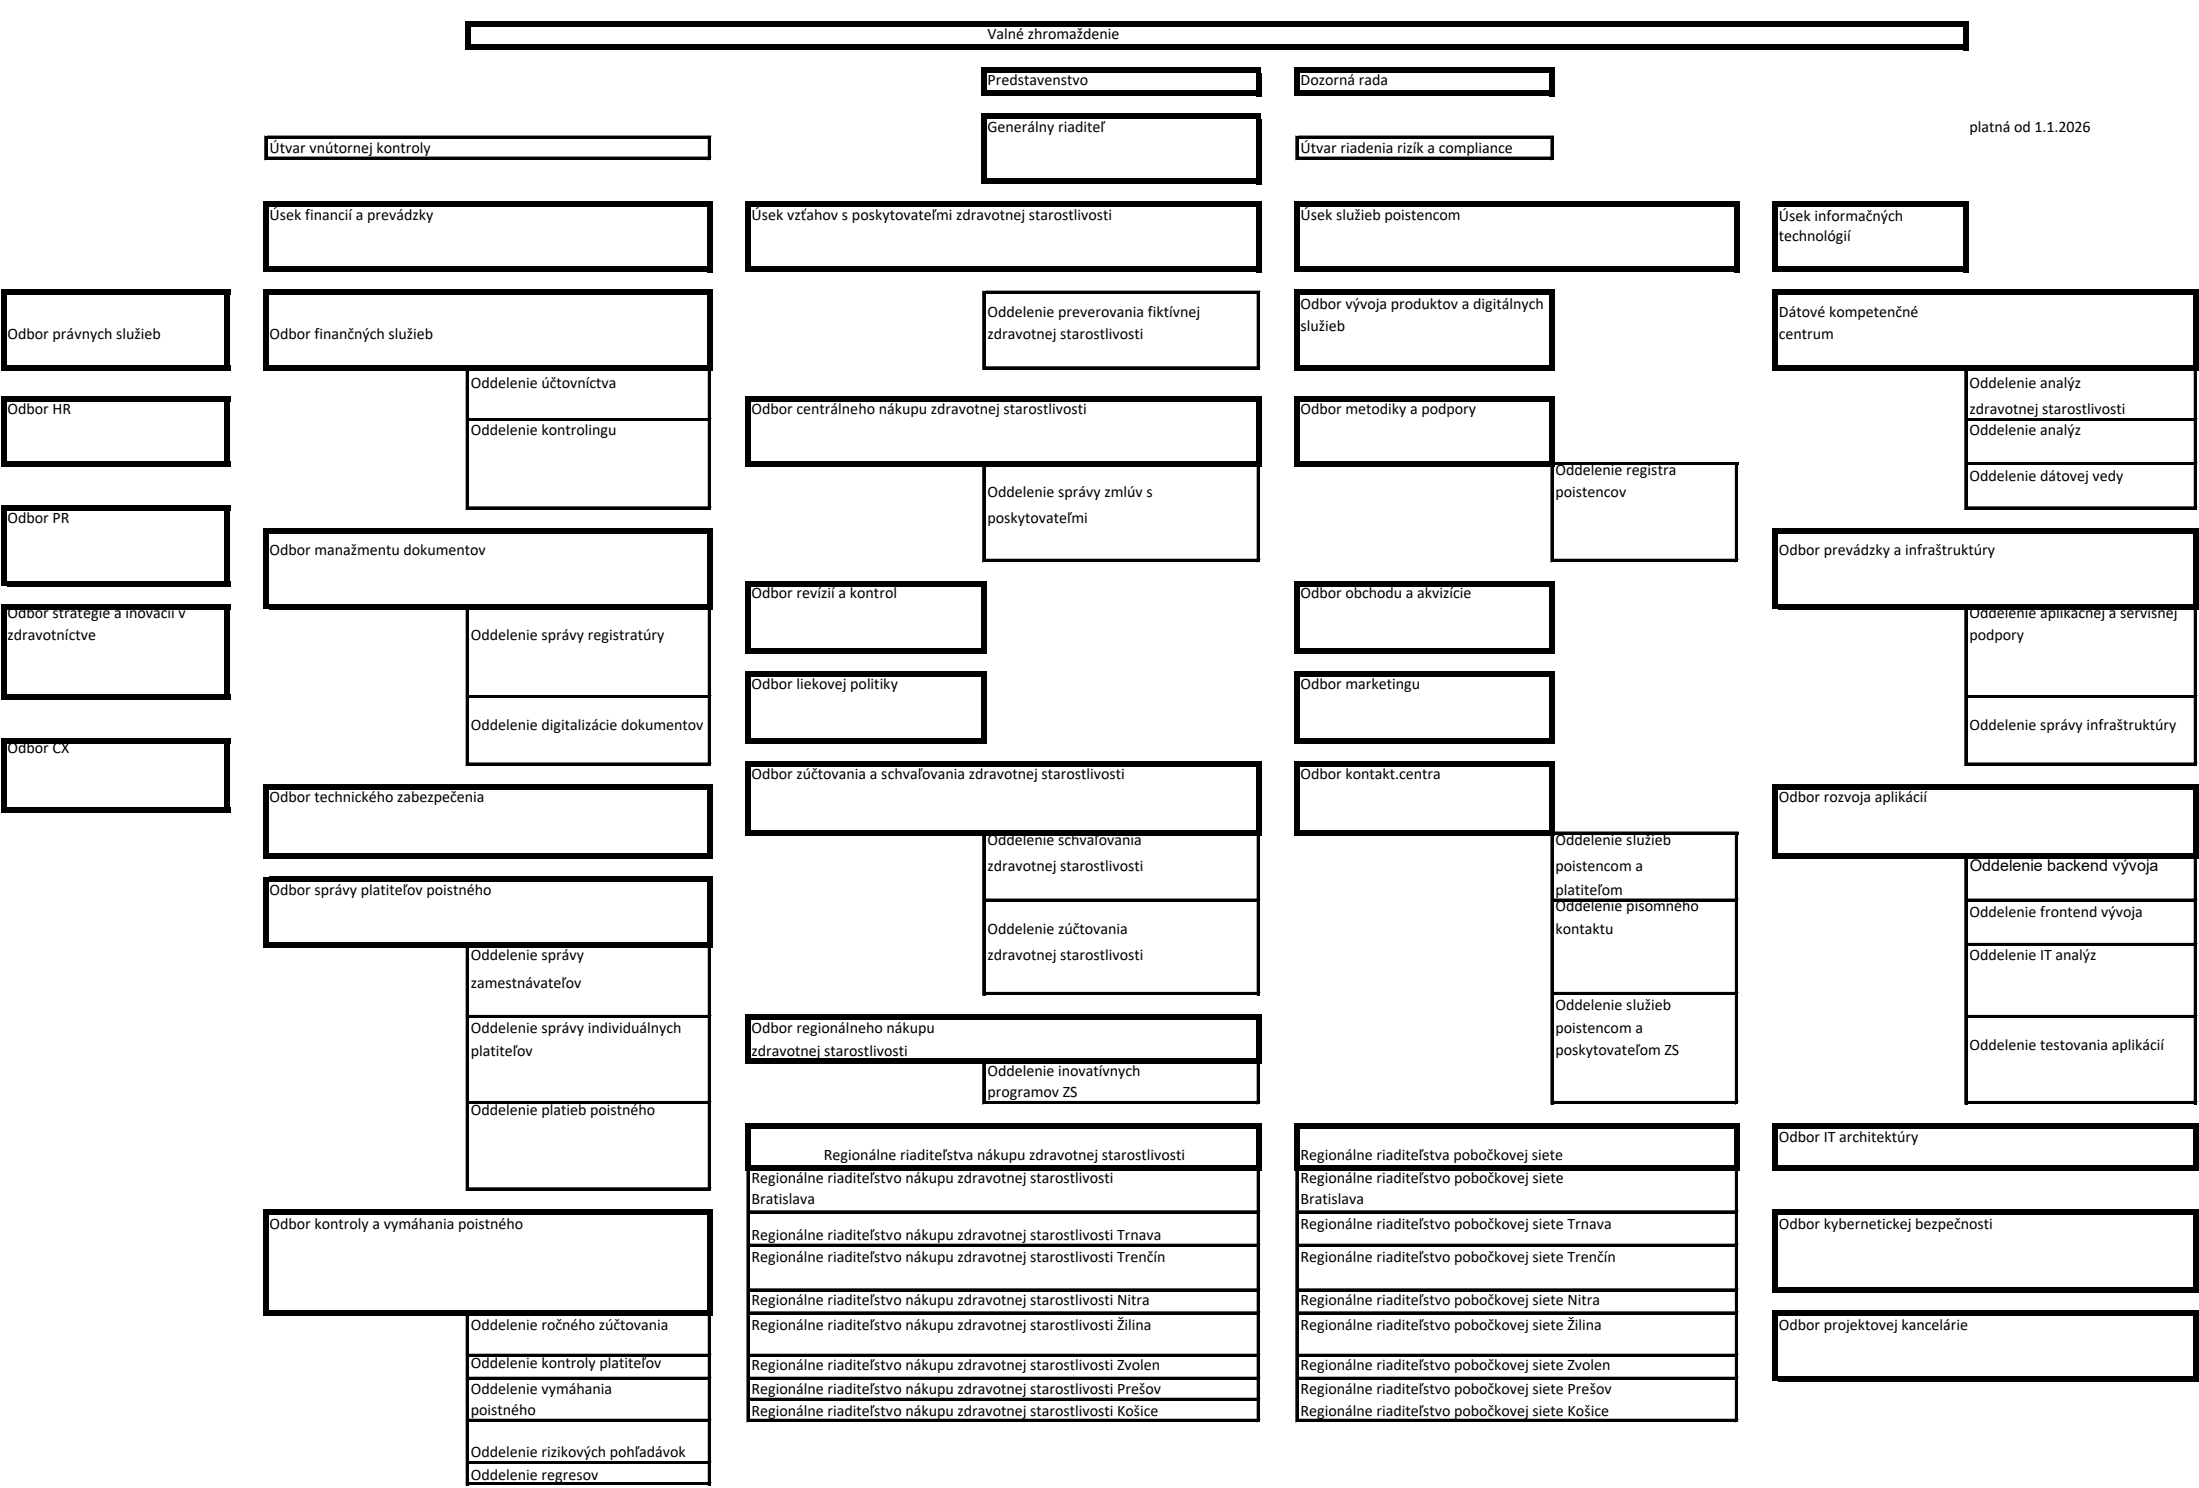 Valné zhromaždenie
Predstavenstvo
Dozorná rada
Generálny riaditeľ
platná od 1.1.2026
Útvar vnútornej kontroly
Útvar riadenia rizík a compliance
Úsek financií a prevádzky
Úsek vzťahov s poskytovateľmi zdravotnej starostlivosti
Úsek služieb poistencom
Úsek informačných
technológií
Odbor právnych služieb
Odbor HR
Odbor PR
Odbor stratégie a inovácií v
zdravotníctve
Odbor CX
Odbor finančných služieb
Oddelenie účtovníctva
Oddelenie kontrolingu
Odbor manažmentu dokumentov
Oddelenie správy registratúry
Oddelenie digitalizácie dokumentov
Odbor technického zabezpečenia
Odbor správy platiteľov poistného
Oddelenie správy
zamestnávateľov
Oddelenie správy individuálnych
platiteľov
Oddelenie platieb poistného
Odbor kontroly a vymáhania poistného
Oddelenie ročného zúčtovania
Oddelenie kontroly platiteľov
Oddelenie vymáhania
poistného
Oddelenie rizikových pohľadávok
Oddelenie regresov
Oddelenie preverovania fiktívnej
zdravotnej starostlivosti
Odbor centrálneho nákupu zdravotnej starostlivosti
Oddelenie správy zmlúv s
poskytovateľmi
Odbor revízií a kontrol
Odbor liekovej politiky
Odbor zúčtovania a schvaľovania zdravotnej starostlivosti
Oddelenie schvaľovania
zdravotnej starostlivosti
Oddelenie zúčtovania
zdravotnej starostlivosti
Odbor regionálneho nákupu
zdravotnej starostlivosti
Oddelenie inovatívnych
programov ZS
Regionálne riaditeľstva nákupu zdravotnej starostlivosti
Regionálne riaditeľstvo nákupu zdravotnej starostlivosti
Bratislava
Regionálne riaditeľstvo nákupu zdravotnej starostlivosti Trnava
Regionálne riaditeľstvo nákupu zdravotnej starostlivosti Trenčín
Regionálne riaditeľstvo nákupu zdravotnej starostlivosti Nitra
Regionálne riaditeľstvo nákupu zdravotnej starostlivosti Žilina
Regionálne riaditeľstvo nákupu zdravotnej starostlivosti Zvolen
Regionálne riaditeľstvo nákupu zdravotnej starostlivosti Prešov
Regionálne riaditeľstvo nákupu zdravotnej starostlivosti Košice
Odbor vývoja produktov a digitálnych
služieb
Odbor metodiky a podpory
Oddelenie registra
poistencov
Odbor obchodu a akvizície
Odbor marketingu
Odbor kontakt.centra
Oddelenie služieb
poistencom a
platiteľom
Oddelenie písomného
kontaktu
Oddelenie služieb
poistencom a
poskytovateľom ZS
Regionálne riaditeľstva pobočkovej siete
Regionálne riaditeľstvo pobočkovej siete
Bratislava
Regionálne riaditeľstvo pobočkovej siete Trnava
Regionálne riaditeľstvo pobočkovej siete Trenčín
Regionálne riaditeľstvo pobočkovej siete Nitra
Regionálne riaditeľstvo pobočkovej siete Žilina
Regionálne riaditeľstvo pobočkovej siete Zvolen
Regionálne riaditeľstvo pobočkovej siete Prešov
Regionálne riaditeľstvo pobočkovej siete Košice
Dátové kompetenčné
centrum
Oddelenie analýz
zdravotnej starostlivosti
Oddelenie analýz
Oddelenie dátovej vedy
Odbor prevádzky a infraštruktúry
Oddelenie aplikačnej a servisnej
podpory
Oddelenie správy infraštruktúry
Odbor rozvoja aplikácií
Oddelenie backend vývoja
Oddelenie frontend vývoja
Oddelenie IT analýz
Oddelenie testovania aplikácií
Odbor IT architektúry
Odbor kybernetickej bezpečnosti
Odbor projektovej kancelárie